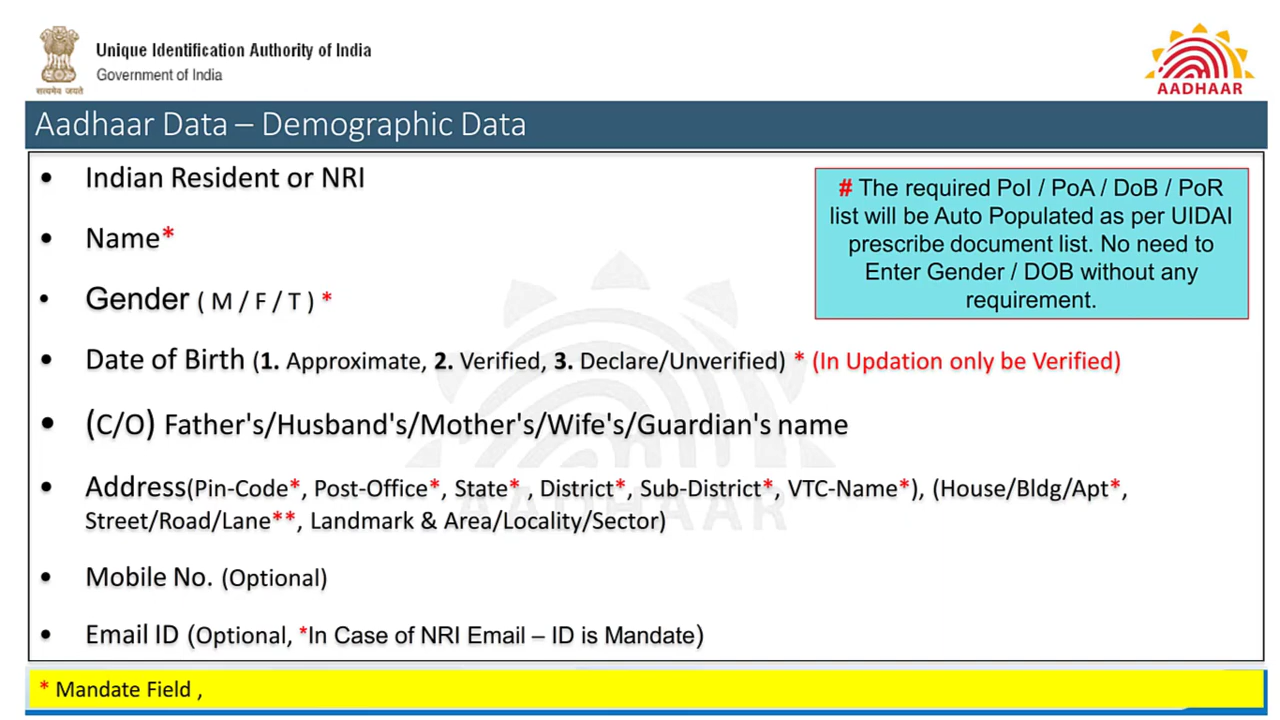 Unique Identification Authority of India
Government of India
सत्यमेव जयते
AADHAAR
Aadhaar Data – Demographic Data
• Indian Resident or NRI
• Name*
• Gender ( M / F / T ) *
• Date of Birth (1. Approximate, 2. Verified, 3. Declare/Unverified) * (In Updation only be Verified)
• (C/O) Father's/Husband's/Mother's/Wife's/Guardian's name
• Address(Pin-Code*, Post-Office*, State* , District*, Sub-District*, VTC-Name*), (House/Bldg/Apt*,
Street/Road/Lane**, Landmark & Area/Locality/Sector)
• Mobile No. (Optional)
• Email ID (Optional, *In Case of NRI Email – ID is Mandate)
# The required PoI / PoA / DoB / PoR
list will be Auto Populated as per UIDAI
prescribe document list. No need to
Enter Gender / DOB without any
requirement.
AADHAAR
* Mandate Field ,